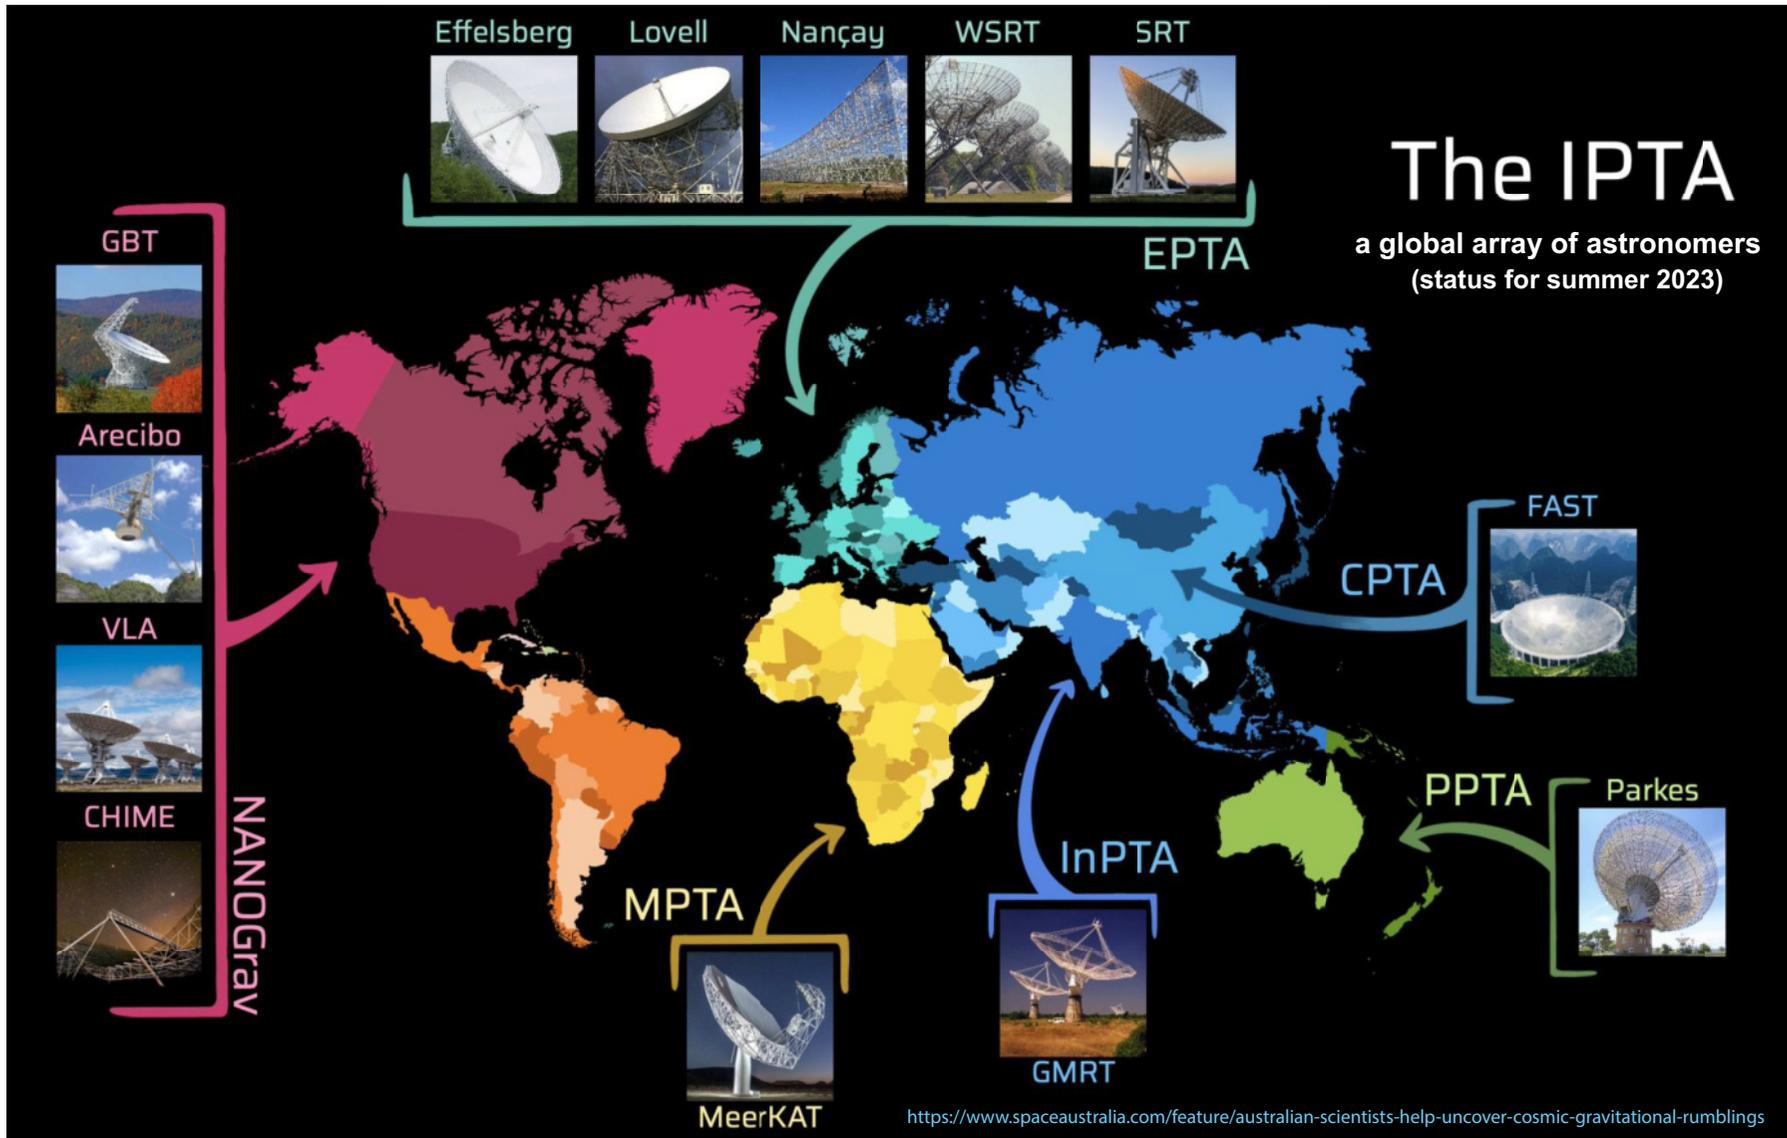 Effelsberg
Lovell
Nançay
WSRT
SRT
EPTA
The IPTA
a global array of astronomers
(status for summer 2023)
GBT
Arecibo
VLA
CHIME
NANOGrav
FAST
CPTA
PPTA
Parkes
InPTA
GMRT
MPTA
MeerKAT
https://www.spaceaustralia.com/feature/australian-scientists-help-uncover-cosmic-gravitational-rumblings